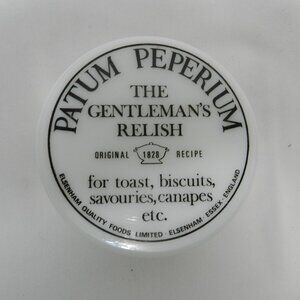 PATUM PEPERIUM
THE
GENTLEMAN'S
RELISH
ORIGINAL 1828 RECIPE
for toast, biscuits,
savouries, canapes
etc.
ELSENHAM QUALITY FOODS LIMITED · ELSENHAM · ESSEX · ENGLAND